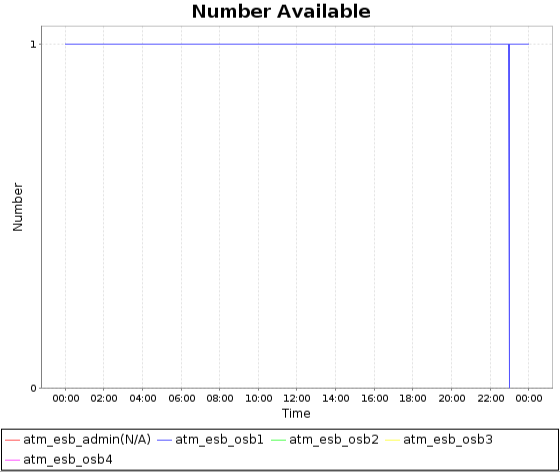 Number Available
1
Number
0
00:00 02:00 04:00 06:00 08:00 10:00 12:00 14:00 16:00 18:00 20:00 22:00 00:00
Time
atm_esb_admin(N/A) atm_esb_osb1 atm_esb_osb2 atm_esb_osb3
atm_esb_osb4